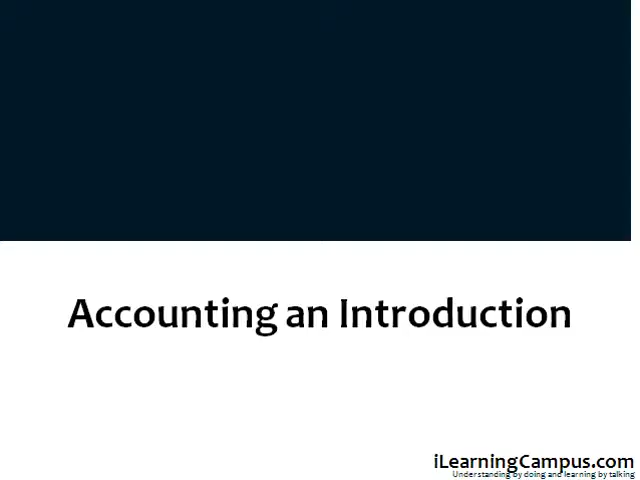 Accounting an Introduction
iLearningCampus.com
Understanding by doing and learning by talking